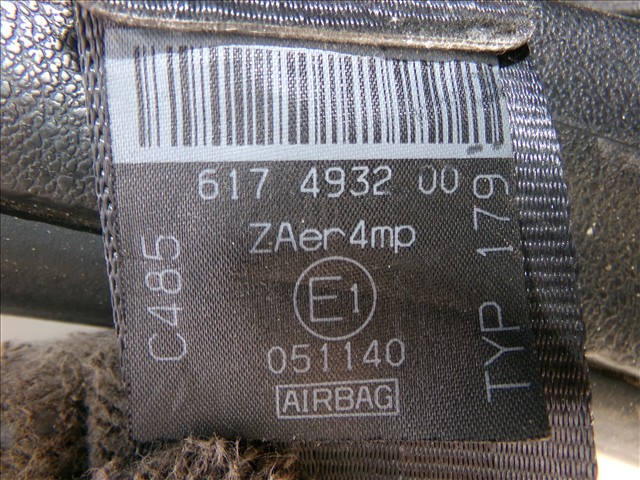 617 4932 00
ZAer4mp
C485
E1
TYP 179
051140
AIRBAG